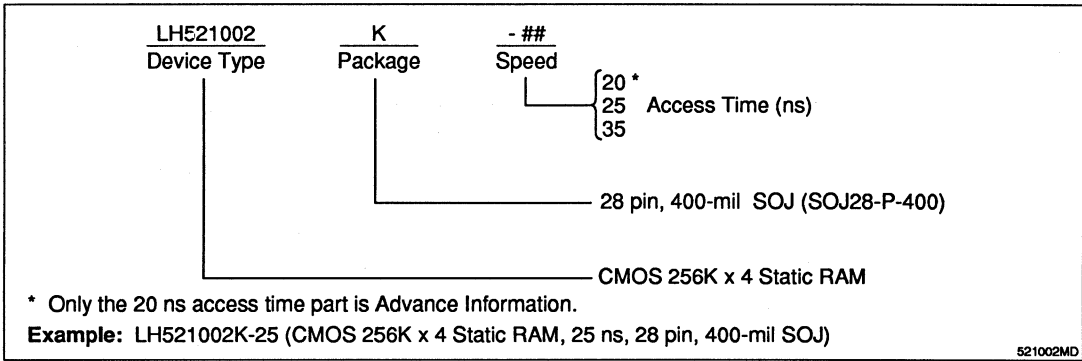 LH521002 K - ##
Device Type Package Speed
20 *
25 Access Time (ns)
35
28 pin, 400-mil SOJ (SOJ28-P-400)
CMOS 256K x 4 Static RAM
* Only the 20 ns access time part is Advance Information.
Example: LH521002K-25 (CMOS 256K x 4 Static RAM, 25 ns, 28 pin, 400-mil SOJ)
521002MD